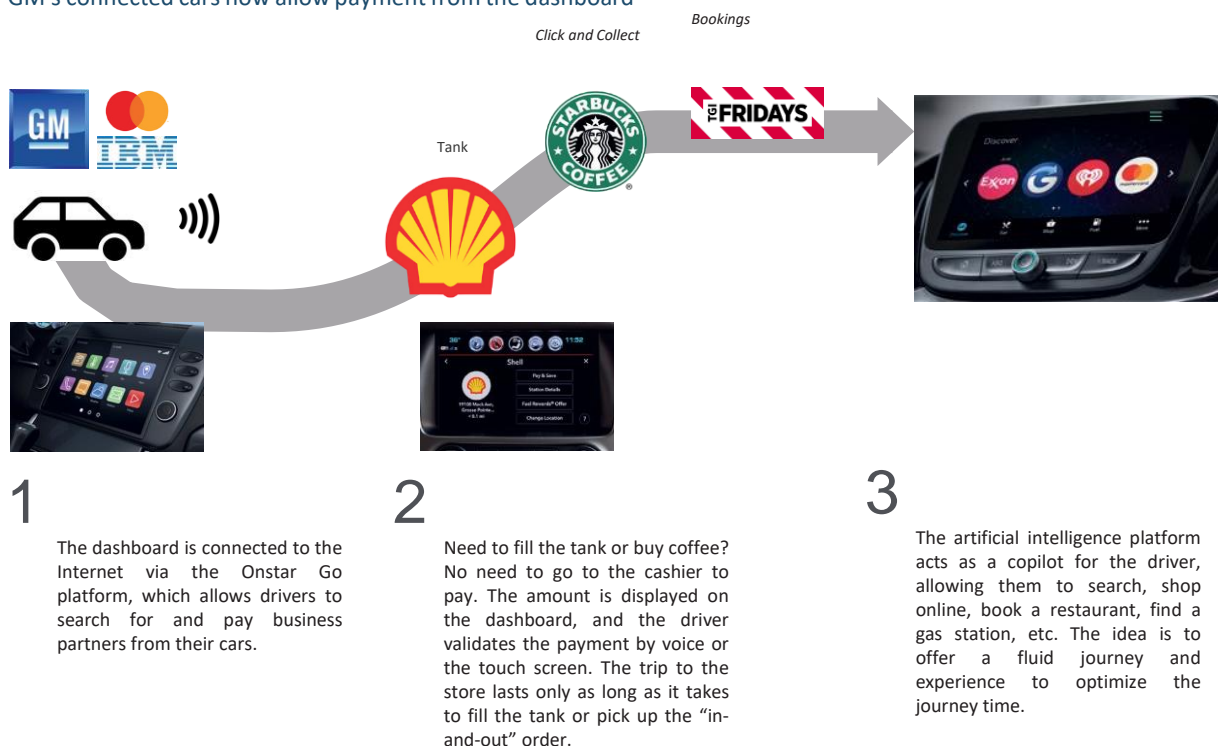 GM's connected cars now allow payment from the dashboard
Bookings
Click and Collect
GM
IBM
Tank
STARBUCKS
COFFEE
®
TGI FRIDAYS
Discover
Exxon
G
mastercard
Shop
Fuel
More
36°
11:32
Shell
Pay & Save
Station Details
Fuel Rewards® Offer
Change Location
?
1
The dashboard is connected to the
Internet via the Onstar Go
platform, which allows drivers to
search for and pay business
partners from their cars.
2
Need to fill the tank or buy coffee?
No need to go to the cashier to
pay. The amount is displayed on
the dashboard, and the driver
validates the payment by voice or
the touch screen. The trip to the
store lasts only as long as it takes
to fill the tank or pick up the “in-
and-out” order.
3
The artificial intelligence platform
acts as a copilot for the driver,
allowing them to search, shop
online, book a restaurant, find a
gas station, etc. The idea is to
offer a fluid journey and
experience to optimize the
journey time.